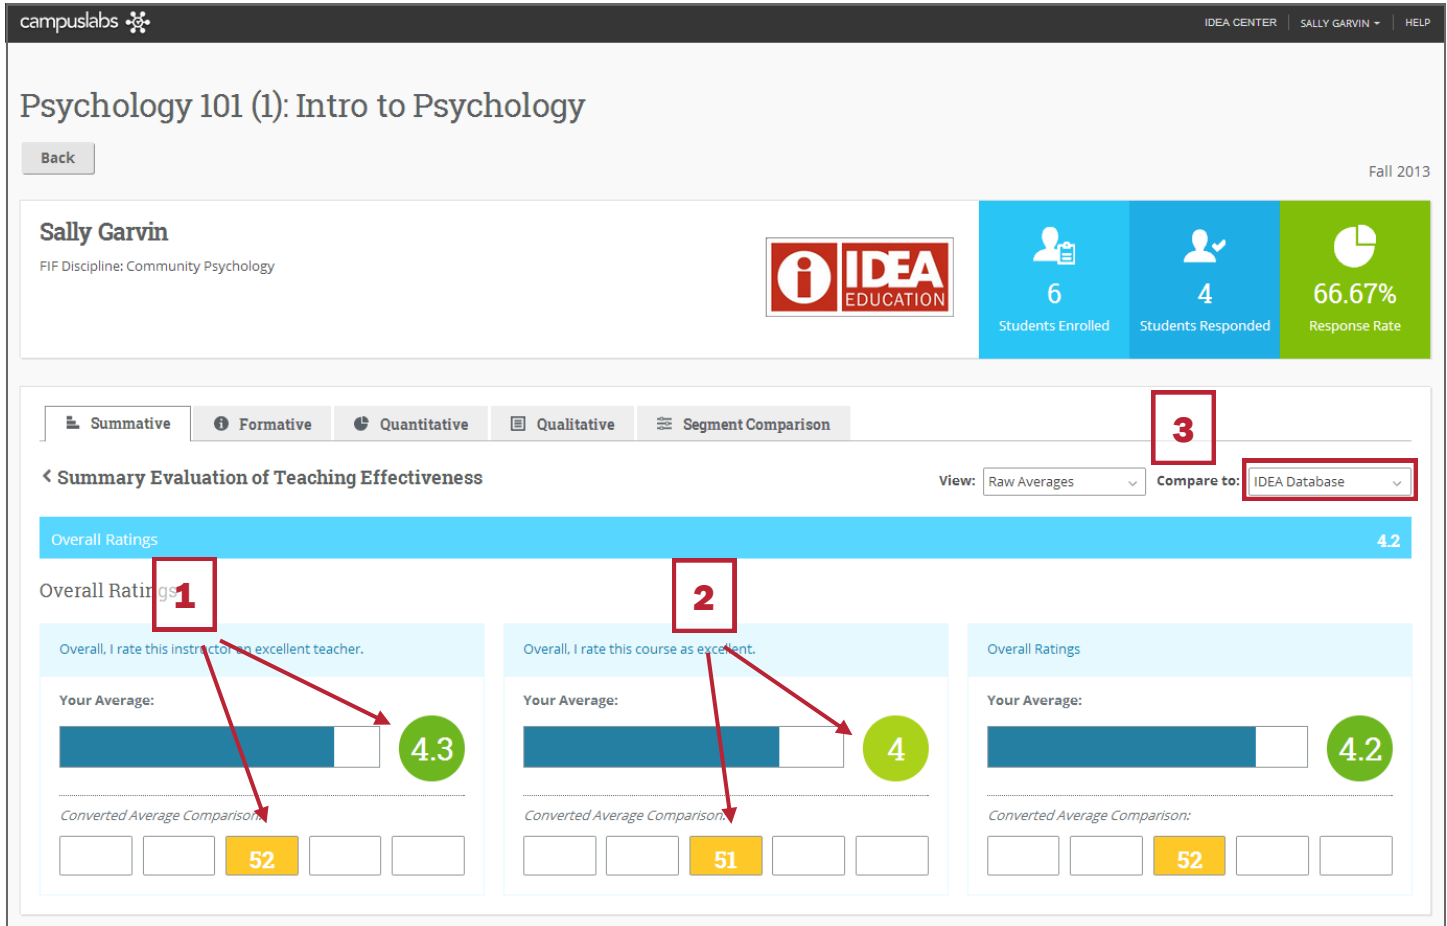 campuslabs
IDEA CENTER
SALLY GARVIN
HELP
Psychology 101 (1): Intro to Psychology
Back
Fall 2013
Sally Garvin
FIF Discipline: Community Psychology
i IDEA
EDUCATION
6
Students Enrolled
4
Students Responded
66.67%
Response Rate
Summative
Formative
Quantitative
Qualitative
Segment Comparison
3
Summary Evaluation of Teaching Effectiveness
View: Raw Averages
Compare to: IDEA Database
Overall Ratings 4.2
Overall Ratings
1
2
Overall, I rate this instructor an excellent teacher.
Your Average:
4.3
Converted Average Comparison:
52
Overall, I rate this course as excellent.
Your Average:
4
Converted Average Comparison:
51
Overall Ratings
Your Average:
4.2
Converted Average Comparison:
52